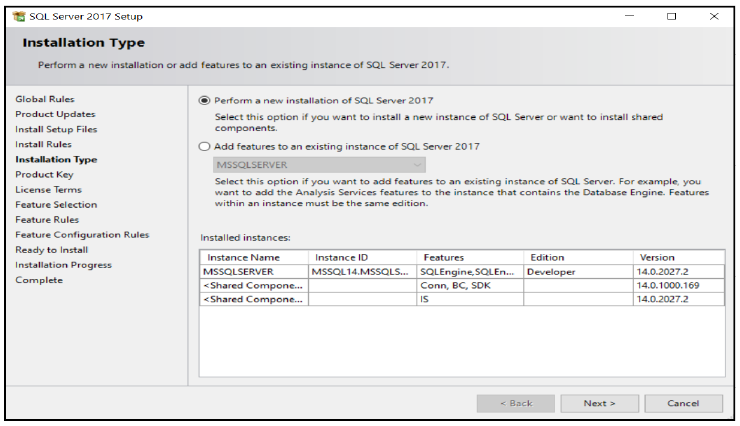 SQL Server 2017 Setup
Installation Type
Perform a new installation or add features to an existing instance of SQL Server 2017.
Global Rules
Product Updates
Install Setup Files
Install Rules
Installation Type
Product Key
License Terms
Feature Selection
Feature Rules
Feature Configuration Rules
Ready to Install
Installation Progress
Complete
Perform a new installation of SQL Server 2017
Select this option if you want to install a new instance of SQL Server or want to install shared
components.
Add features to an existing instance of SQL Server 2017
MSSQLSERVER
Select this option if you want to add features to an existing instance of SQL Server. For example, you
want to add the Analysis Services features to the instance that contains the Database Engine. Features
within an instance must be the same edition.
Installed instances:
Instance Name Instance ID Features Edition Version
MSSQLSERVER MSSQL14.MSSQLS... SQLEngine,SQLEn... Developer 14.0.2027.2
<Shared Compone... Conn, BC, SDK 14.0.1000.169
<Shared Compone... IS 14.0.2027.2
< Back Next > Cancel